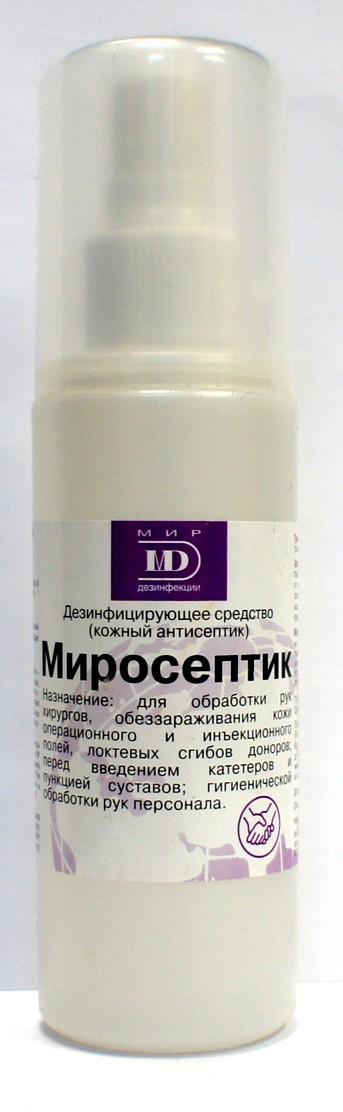 МИР
MD
дезинфекции
Дезинфицирующее средство
(кожный антисептик)
Миросептик
Назначение: для обработки рук
хирургов, обеззараживания кожи
операционного и инъекционного
полей, локтевых сгибов доноров;
перед введением катетеров и
пункцией суставов; гигиенической
обработки рук персонала.